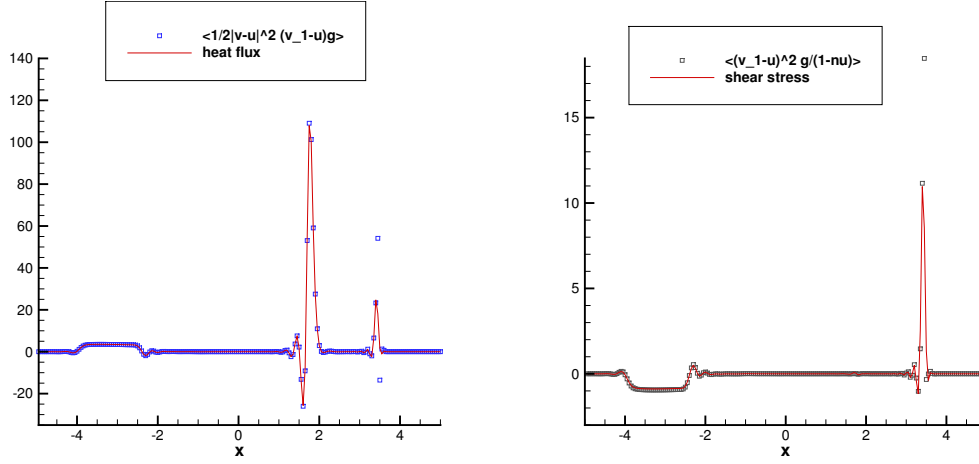 <1/2|v-u|^2 (v_1-u)g>
heat flux
140
120
100
80
60
40
20
0
-20
-4 -2 0 2 4
x
<(v_1-u)^2 g/(1-nu)>
shear stress
15
10
5
0
-4 -2 0 2 4
x